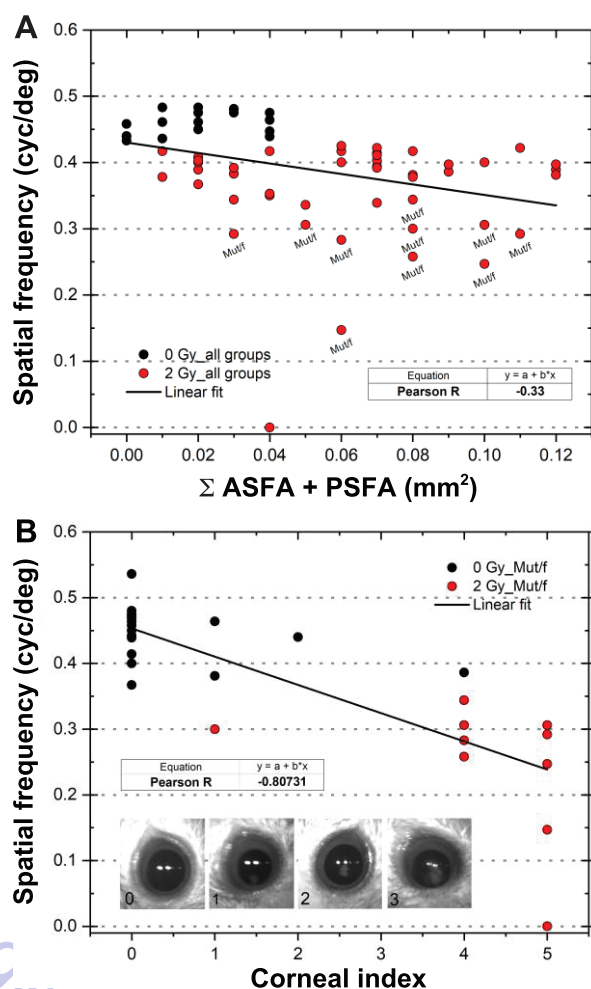 A
Spatial frequency (cyc/deg)
0.6
0.5
0.4
0.3
0.2
0.1
0.0
Mut/f
Mut/f
Mut/f
Mut/f
Mut/f
Mut/f
Mut/f
Mut/f
Mut/f
Mut/f
0 Gy_all groups
2 Gy_all groups
Linear fit
Equation y = a + b*x
Pearson R -0.33
0.00 0.02 0.04 0.06 0.08 0.10 0.12
Σ ASFA + PSFA (mm²)
B
Spatial frequency (cyc/deg)
0.6
0.5
0.4
0.3
0.2
0.1
0.0
0 Gy_Mut/f
2 Gy_Mut/f
Linear fit
Equation y = a + b*x
Pearson R -0.80731
0 1 2 3
0 1 2 3 4 5
Corneal index